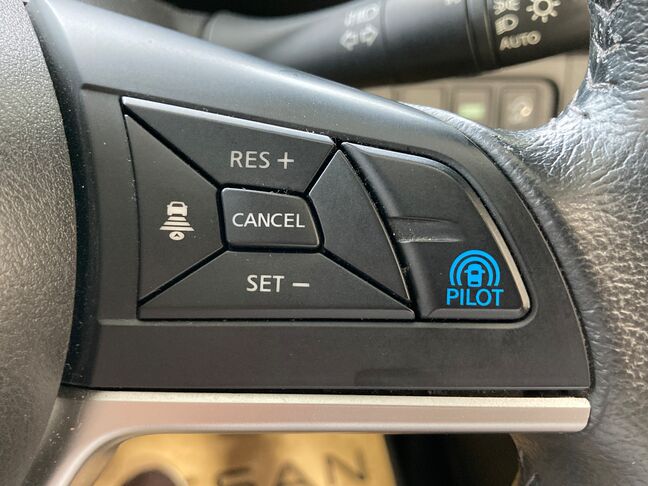 AUTO
RES +
CANCEL
SET −
PILOT